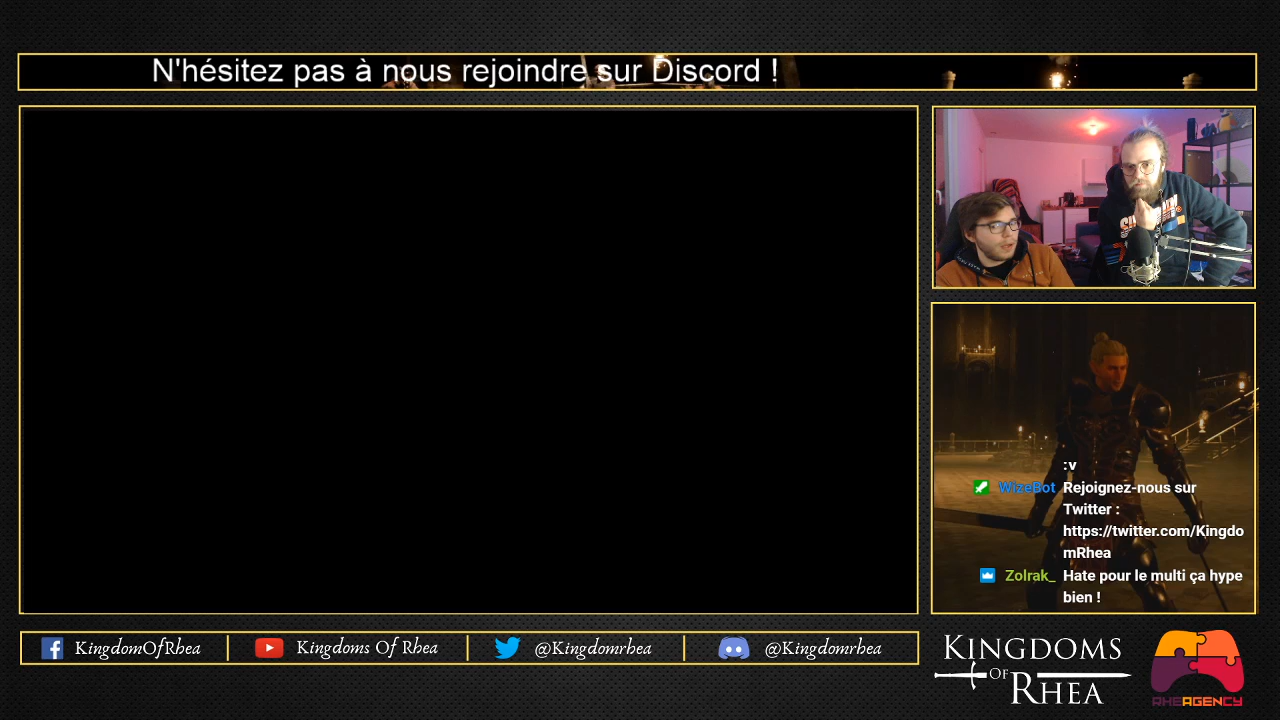 N'hésitez pas à nous rejoindre sur Discord !
:v
WizeBot Rejoignez-nous sur
Twitter :
https://twitter.com/Kingdo
mRhea
Zolrak_ Hate pour le multi ça hype
bien !
KingdomOfRhea
Kingdoms Of Rhea
@Kingdomrhea
@Kingdomrhea
KINGDOMS
OF
RHEA
RHEAGENCY